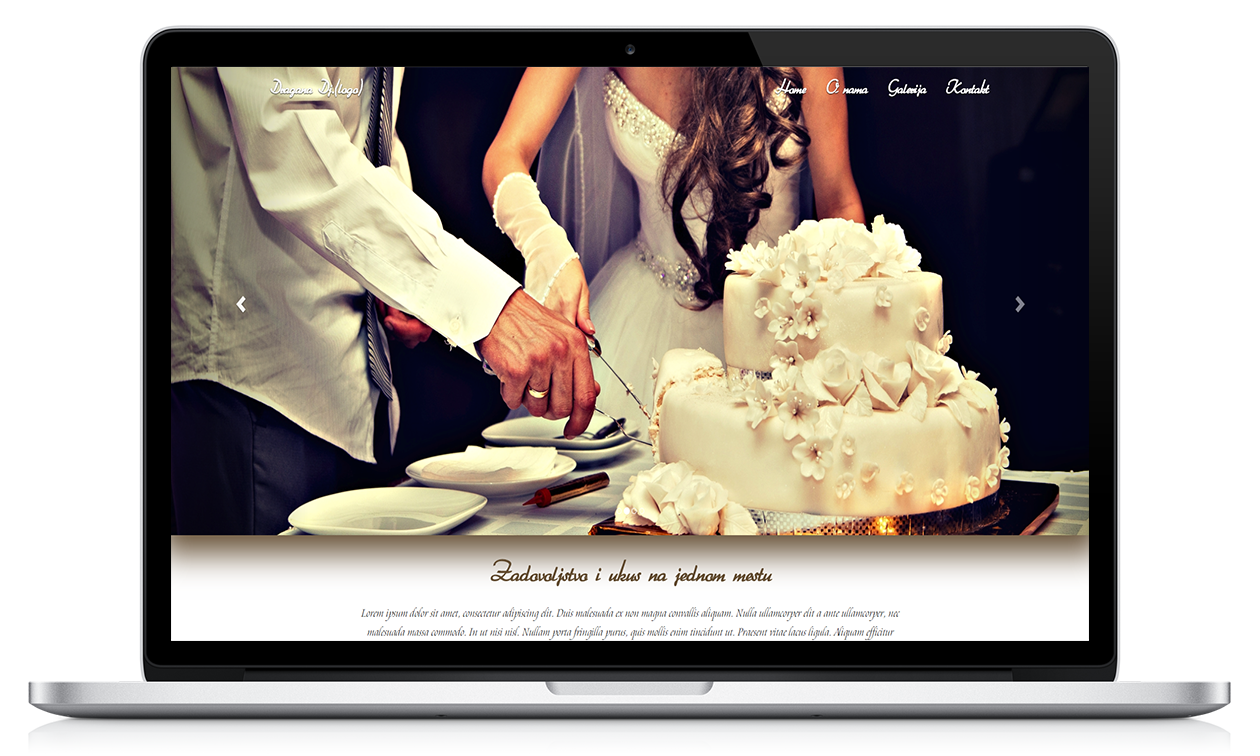 Dragana Dj.(logo)
Home O nama Galerija Kontakt
Zadovoljstvo i ukus na jednom mestu
Lorem ipsum dolor sit amet, consectetur adipiscing elit. Duis malesuada ex non magna convallis aliquam. Nulla ullamcorper elit a ante ullamcorper, nec
malesuada massa commodo. In ut nisi nisl. Nullam porta fringilla purus, quis mollis enim tincidunt ut. Praesent vitae lacus ligula. Aliquam efficitur